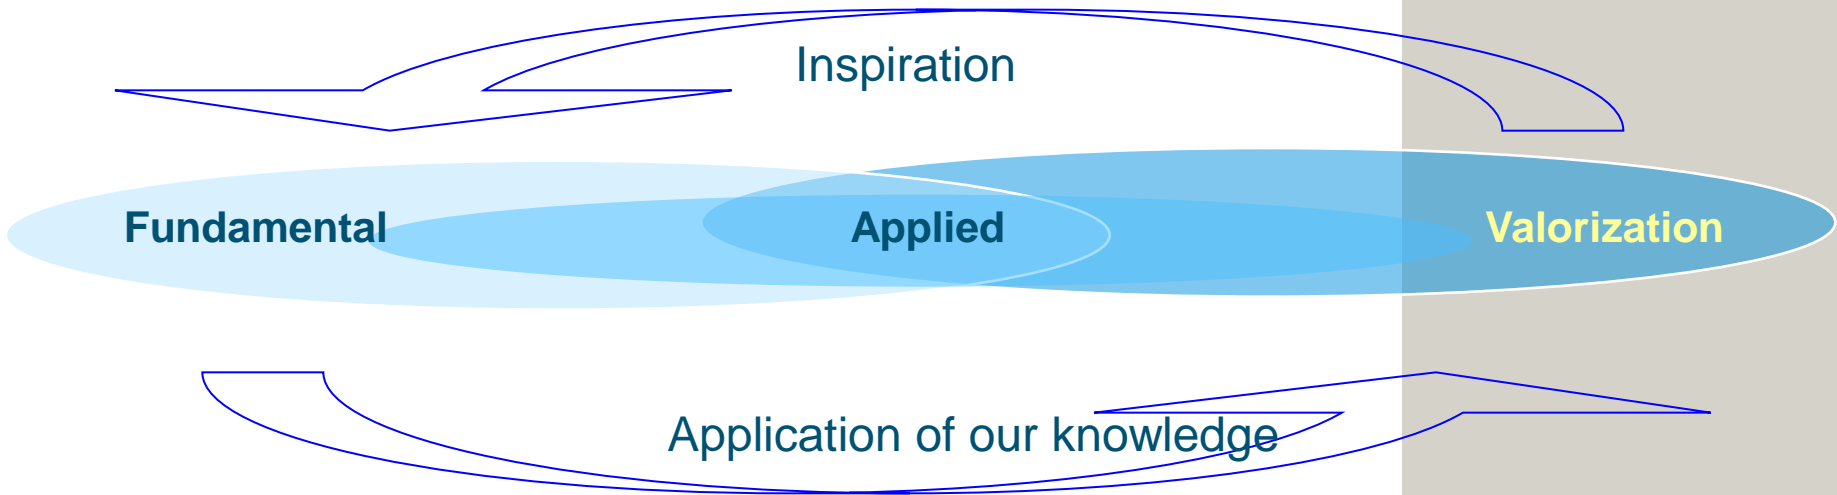 Inspiration
Fundamental Applied Valorization
Application of our knowledge